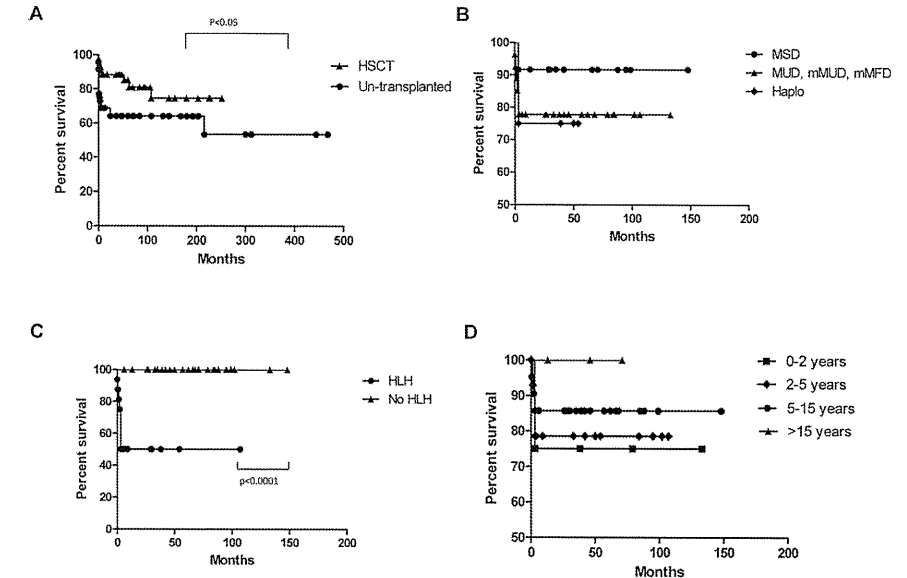 A
P<0.05
100
80
60
40
20
0
0 100 200 300 400 500
Percent survival
Months
HSCT
Un-transplanted
B
100
90
80
70
60
50
0 50 100 150 200
Percent survival
Months
MSD
MUD, mMUD, mMFD
Haplo
C
100
80
60
40
20
0
0 50 100 150 200
Percent survival
Months
HLH
No HLH
p<0.0001
D
100
90
80
70
60
50
0 50 100 150 200
Percent survival
Months
0-2 years
2-5 years
5-15 years
>15 years